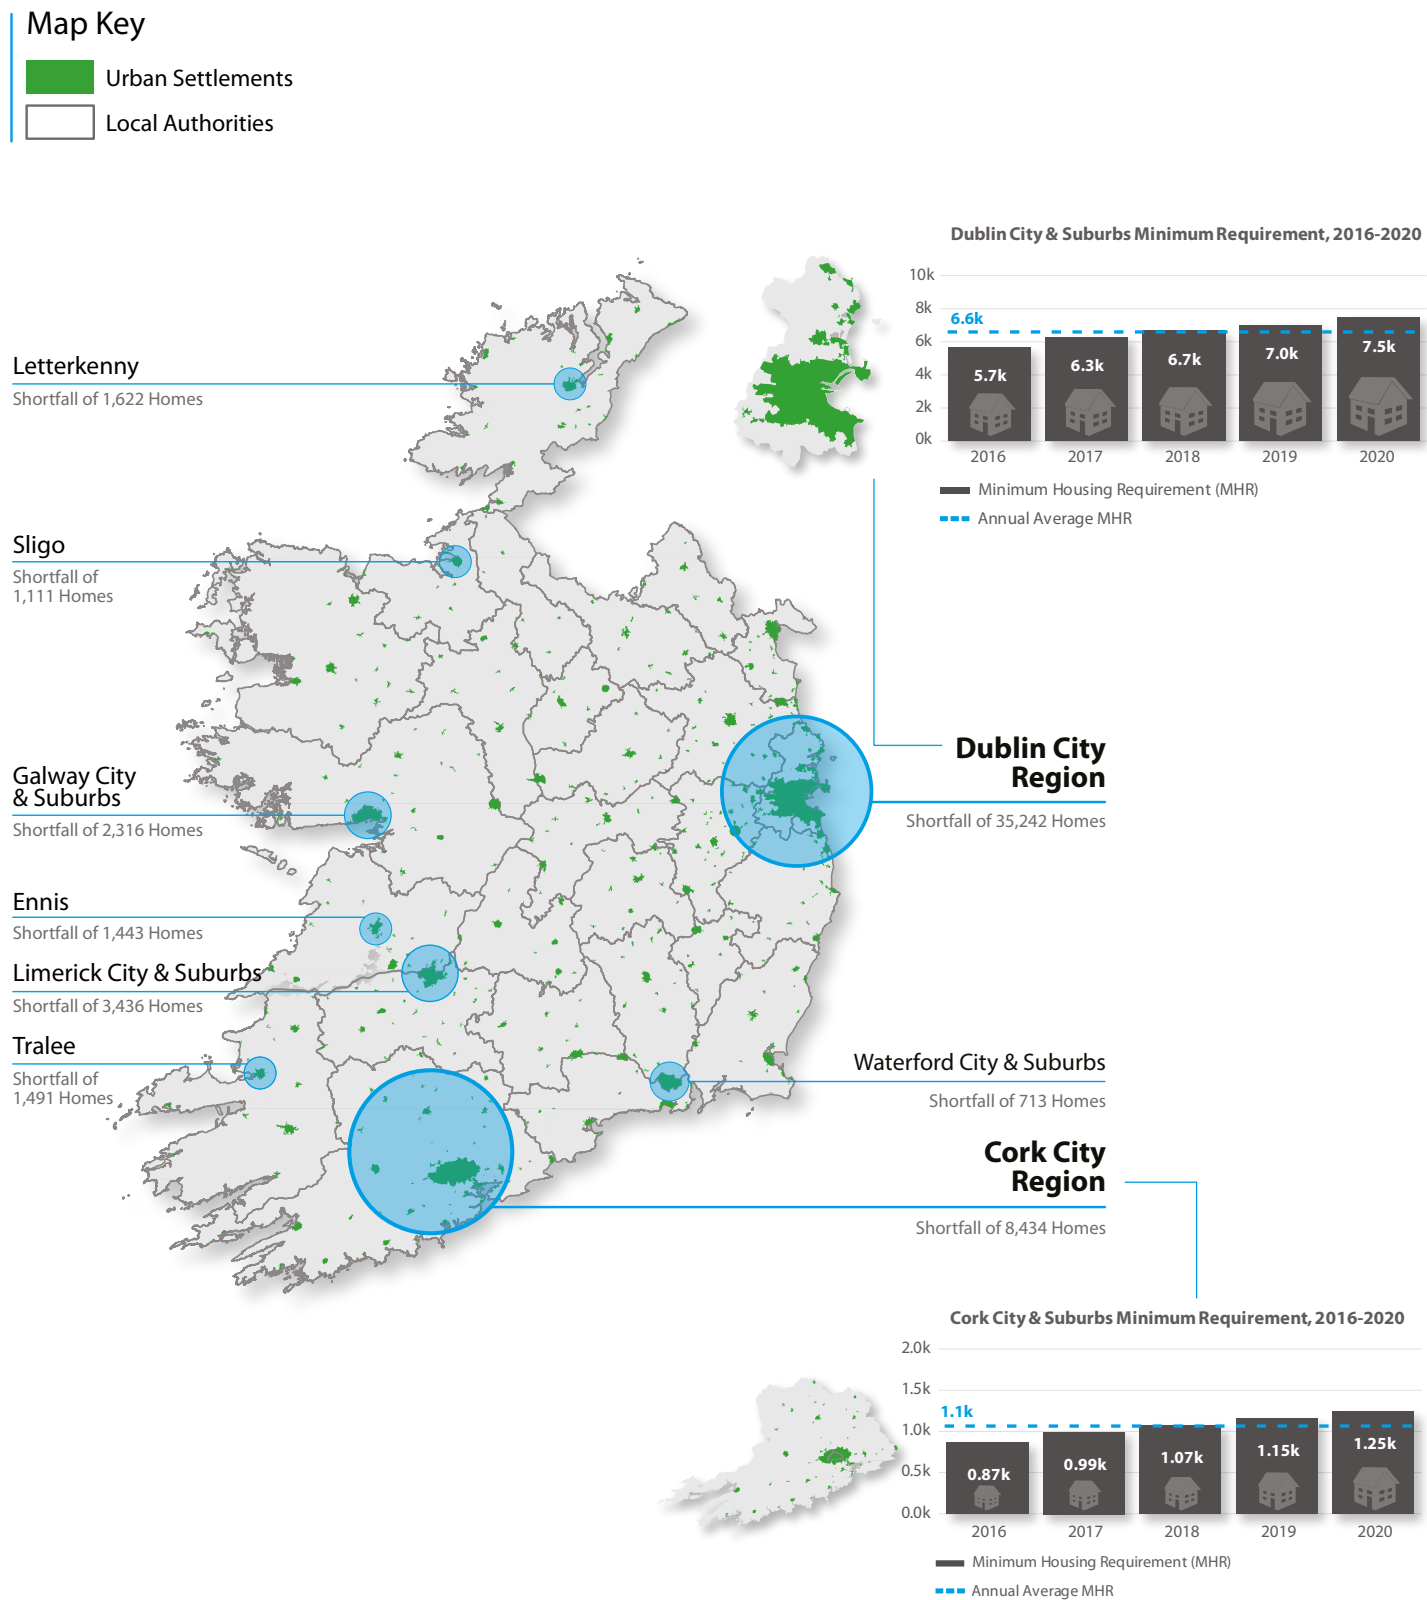 Map Key
Urban Settlements
Local Authorities
Dublin City & Suburbs Minimum Requirement, 2016-2020
10k
8k
6k
4k
2k
0k
6.6k
5.7k
6.3k
6.7k
7.0k
7.5k
2016
2017
2018
2019
2020
Minimum Housing Requirement (MHR)
Annual Average MHR
Letterkenny
Shortfall of 1,622 Homes
Sligo
Shortfall of
1,111 Homes
Galway City
& Suburbs
Shortfall of 2,316 Homes
Ennis
Shortfall of 1,443 Homes
Limerick City & Suburbs
Shortfall of 3,436 Homes
Tralee
Shortfall of
1,491 Homes
Dublin City
Region
Shortfall of 35,242 Homes
Waterford City & Suburbs
Shortfall of 713 Homes
Cork City
Region
Shortfall of 8,434 Homes
Cork City & Suburbs Minimum Requirement, 2016-2020
2.0k
1.5k
1.0k
0.5k
0.0k
1.1k
0.87k
0.99k
1.07k
1.15k
1.25k
2016
2017
2018
2019
2020
Minimum Housing Requirement (MHR)
Annual Average MHR